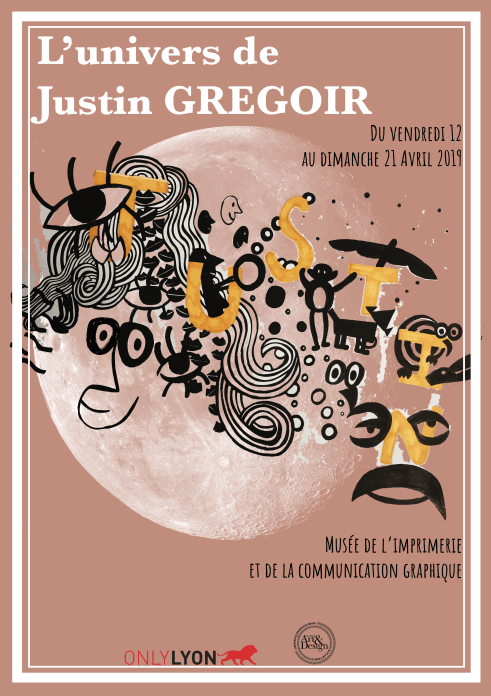 L'univers de
Justin GREGOIR
Du vendredi 12
au dimanche 21 Avril 2019
J
U
S
T
I
N
Musée de l'imprimerie
et de la communication graphique
ONLYLYON
Art&
Design